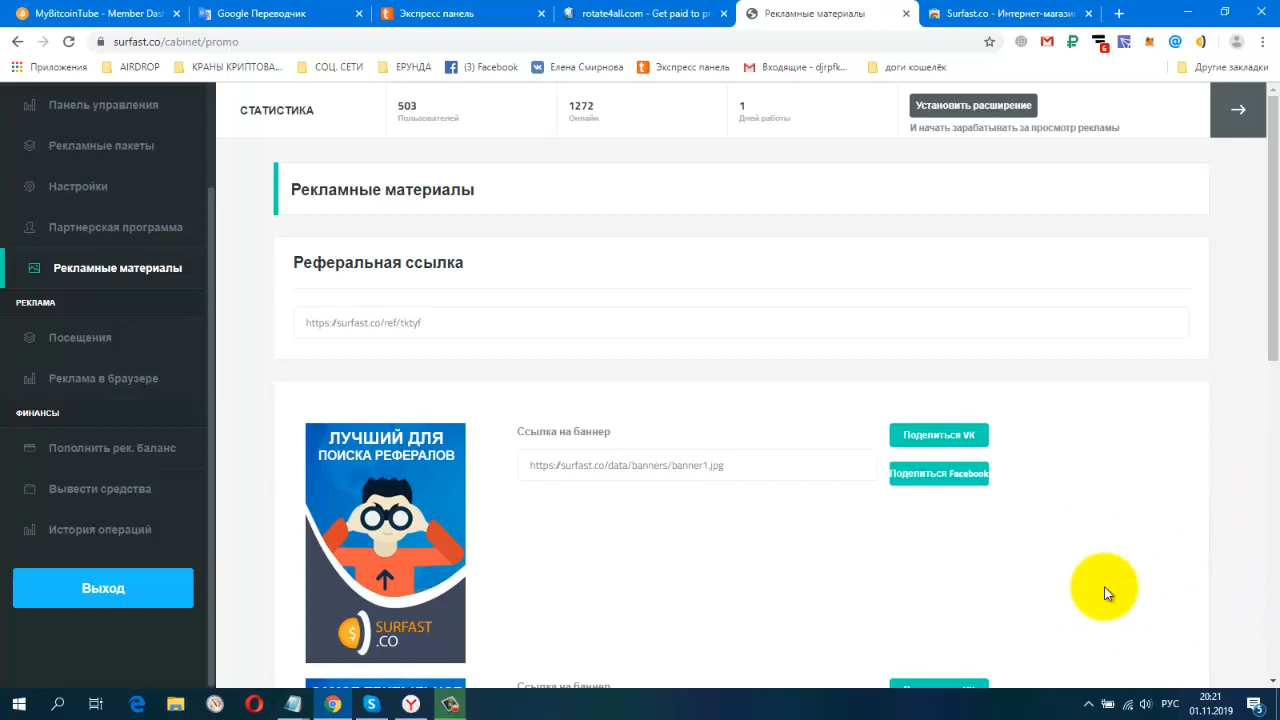 MyBitcoinTube - Member Dash
Google Переводчик
Экспресс панель
rotate4all.com - Get paid to pr
Рекламные материалы
Surfast.co - Интернет-магази
surfast.co/cabinet/promo
6
Приложения
AIRDROP
КРАНЫ КРИПТОВА...
СОЦ. СЕТИ
ЕРУНДА
(3) Facebook
Елена Смирнова
Экспресс панель
Входящие - djrpfk...
доги кошелёк
Другие закладки
Панель управления
Рекламные пакеты
Настройки
Партнерская программа
Рекламные материалы
РЕКЛАМА
Посещения
Реклама в браузере
ФИНАНСЫ
Пополнить рек. баланс
Вывести средства
История операций
Выход
СТАТИСТИКА
503
Пользователей
1272
Онлайн
1
Дней работы
Установить расширение
И начать зарабатывать за просмотр рекламы
Рекламные материалы
Реферальная ссылка
https://surfast.co/ref/tktyf
ЛУЧШИЙ ДЛЯ
ПОИСКА РЕФЕРАЛОВ
SURFAST
.CO
Ссылка на баннер
https://surfast.co/data/banners/banner1.jpg
Поделиться VK
Поделиться Facebook
Ссылка на баннер
20:21
РУС
01.11.2019
5